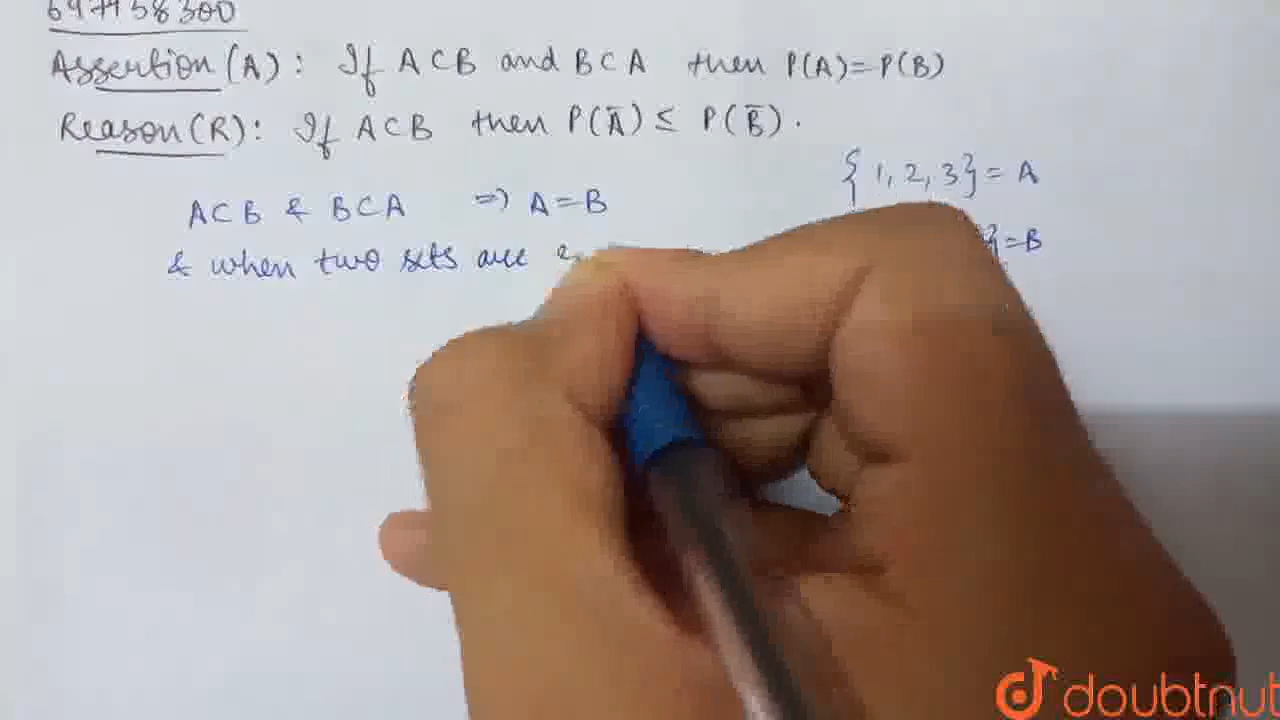 Assertion (A): If A⊂B and B⊂A then P(A)=P(B)
Reason (R): If A⊂B then P(Ā) ≤ P(B̄).
{1, 2, 3} = A
A⊂B & B⊂A ⇒ A=B
} = B
& when two sets are
doubtnut